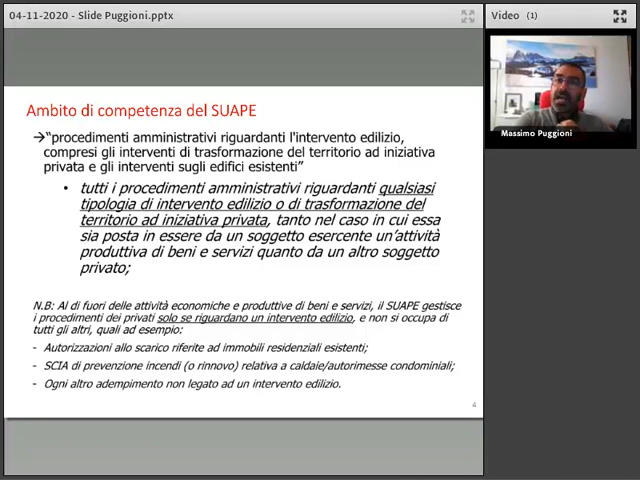 04-11-2020 - Slide Puggioni.pptx
Video (1)
Massimo Puggioni
Ambito di competenza del SUAPE
→"procedimenti amministrativi riguardanti l'intervento edilizio,
compresi gli interventi di trasformazione del territorio ad iniziativa
privata e gli interventi sugli edifici esistenti"
• tutti i procedimenti amministrativi riguardanti qualsiasi
tipologia di intervento edilizio o di trasformazione del
territorio ad iniziativa privata, tanto nel caso in cui essa
sia posta in essere da un soggetto esercente un'attività
produttiva di beni e servizi quanto da un altro soggetto
privato;
N.B: Al di fuori delle attività economiche e produttive di beni e servizi, il SUAPE gestisce
i procedimenti dei privati solo se riguardano un intervento edilizio, e non si occupa di
tutti gli altri, quali ad esempio:
- Autorizzazioni allo scarico riferite ad immobili residenziali esistenti;
- SCIA di prevenzione incendi (o rinnovo) relativa a caldaie/autorimesse condominiali;
- Ogni altro adempimento non legato ad un intervento edilizio.
4